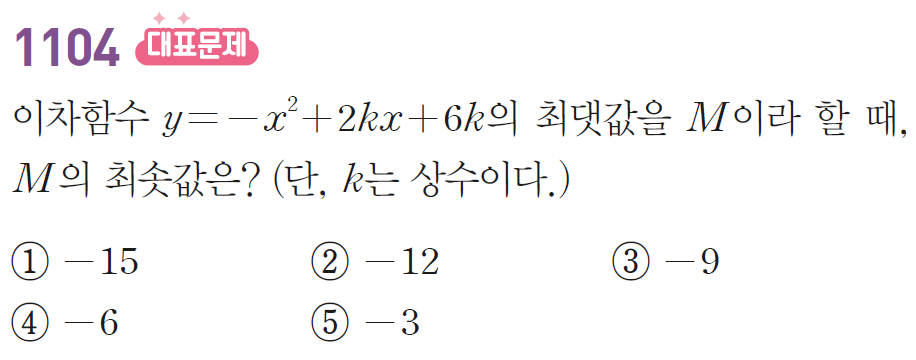 1104 대표문제
이차함수 y=-x²+2kx+6k의 최댓값을 M이라 할 때,
M의 최솟값은? (단, k는 상수이다.)
① -15 ② -12 ③ -9
④ -6 ⑤ -3